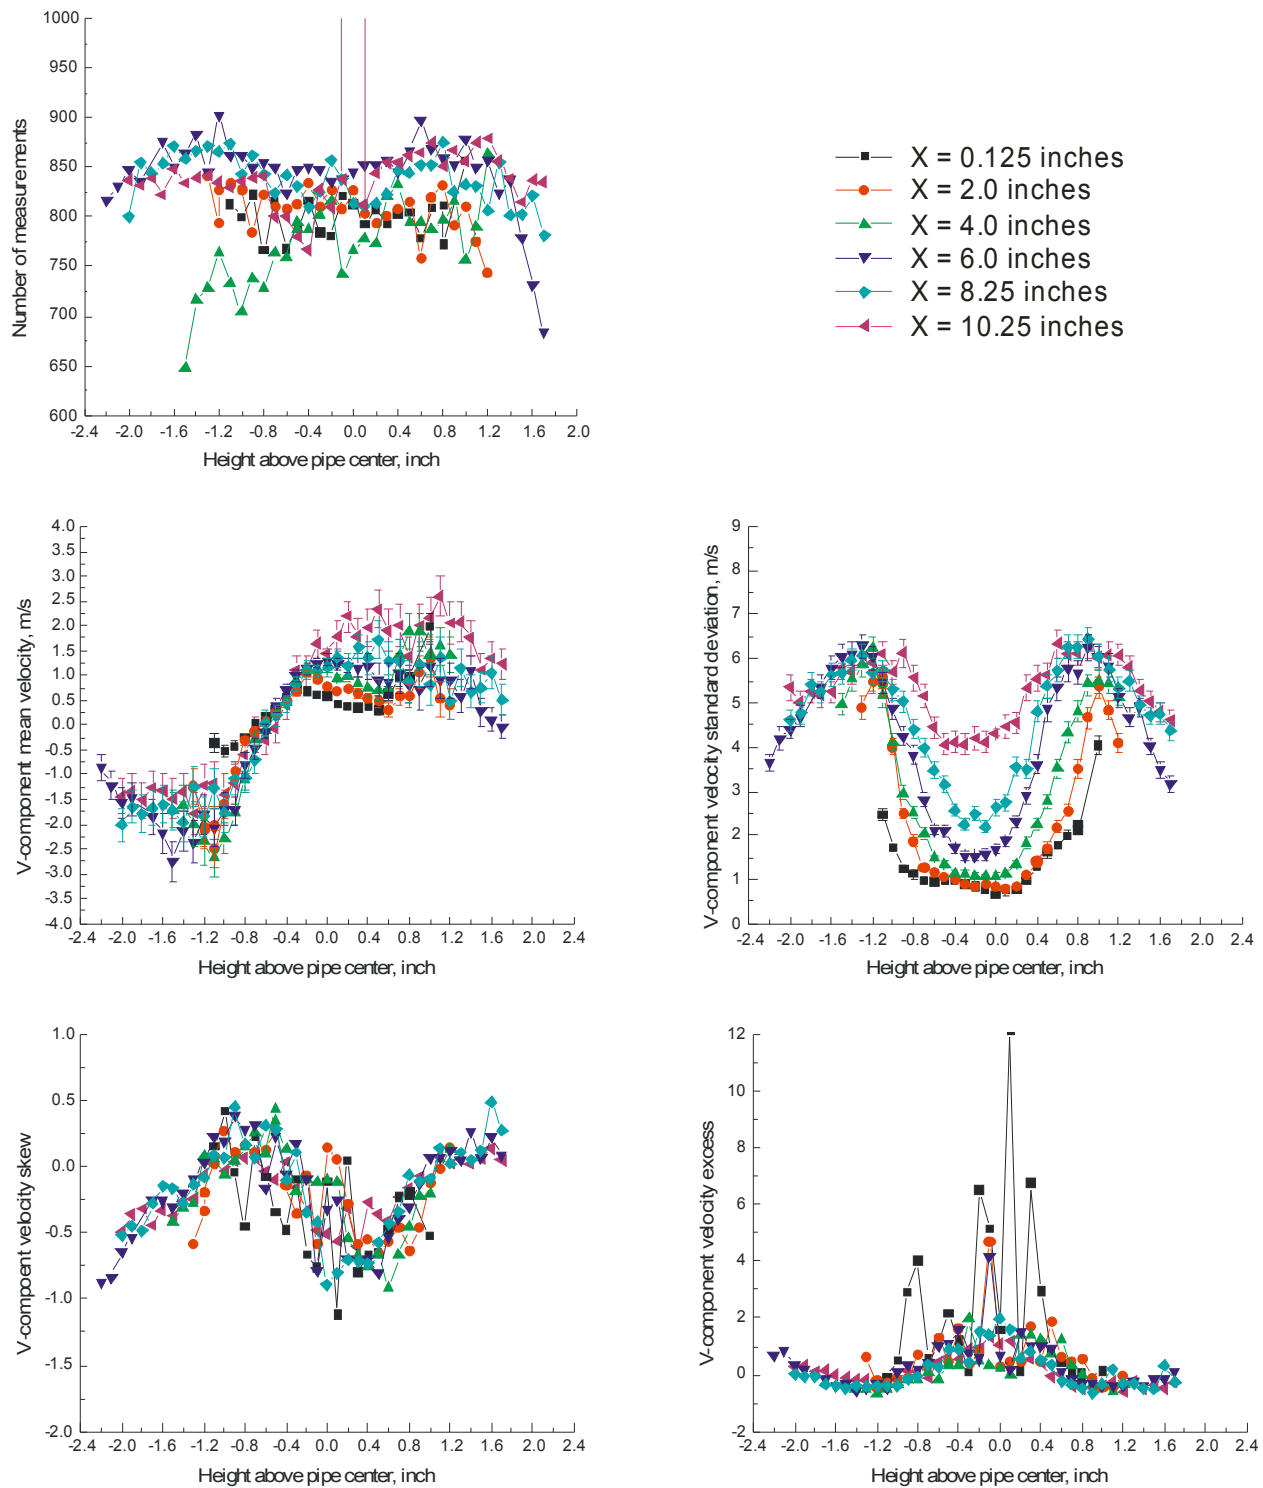 1000
950
900
850
800
750
700
650
600
-2.4 -2.0 -1.6 -1.2 -0.8 -0.4 0.0 0.4 0.8 1.2 1.6 2.0
Number of measurements
Height above pipe center, inch
X = 0.125 inches
X = 2.0 inches
X = 4.0 inches
X = 6.0 inches
X = 8.25 inches
X = 10.25 inches
4.0
3.5
3.0
2.5
2.0
1.5
1.0
0.5
0.0
-0.5
-1.0
-1.5
-2.0
-2.5
-3.0
-3.5
-4.0
-2.4 -2.0 -1.6 -1.2 -0.8 -0.4 0.0 0.4 0.8 1.2 1.6 2.0 2.4
V-component mean velocity, m/s
Height above pipe center, inch
9
8
7
6
5
4
3
2
1
0
-2.4 -2.0 -1.6 -1.2 -0.8 -0.4 0.0 0.4 0.8 1.2 1.6 2.0 2.4
V-component velocity standard deviation, m/s
Height above pipe center, inch
1.0
0.5
0.0
-0.5
-1.0
-1.5
-2.0
-2.4 -2.0 -1.6 -1.2 -0.8 -0.4 0.0 0.4 0.8 1.2 1.6 2.0 2.4
V-compoent velocity skew
Height above pipe center, inch
12
10
8
6
4
2
0
-2
-2.4 -2.0 -1.6 -1.2 -0.8 -0.4 0.0 0.4 0.8 1.2 1.6 2.0 2.4
V-component velocity excess
Height above pipe center, inch